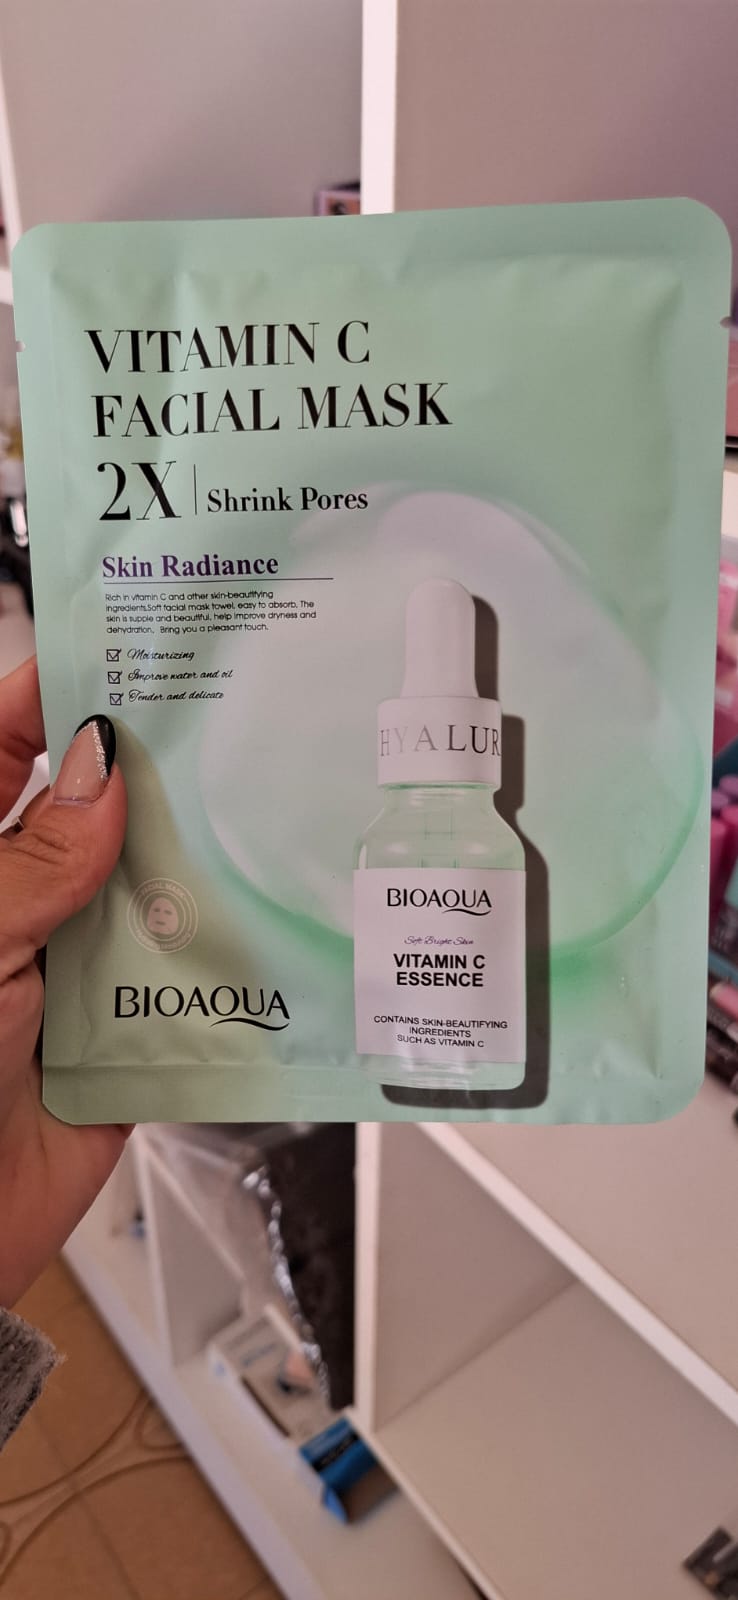 VITAMIN C
FACIAL MASK
2X | Shrink Pores
Skin Radiance
Rich in vitamin C and other skin-beautifying
ingredients.Soft facial mask towel, easy to absorb, The
skin is supple and beautiful, help improve dryness and
dehydration, Bring you a pleasant touch.
Moisturizing
Improve water and oil
Tender and delicate
HYALUR
BIOAQUA
Soft Bright Skin
VITAMIN C
ESSENCE
CONTAINS SKIN-BEAUTIFYING
INGREDIENTS
SUCH AS VITAMIN C
FACIAL MASK
BIOAQUA